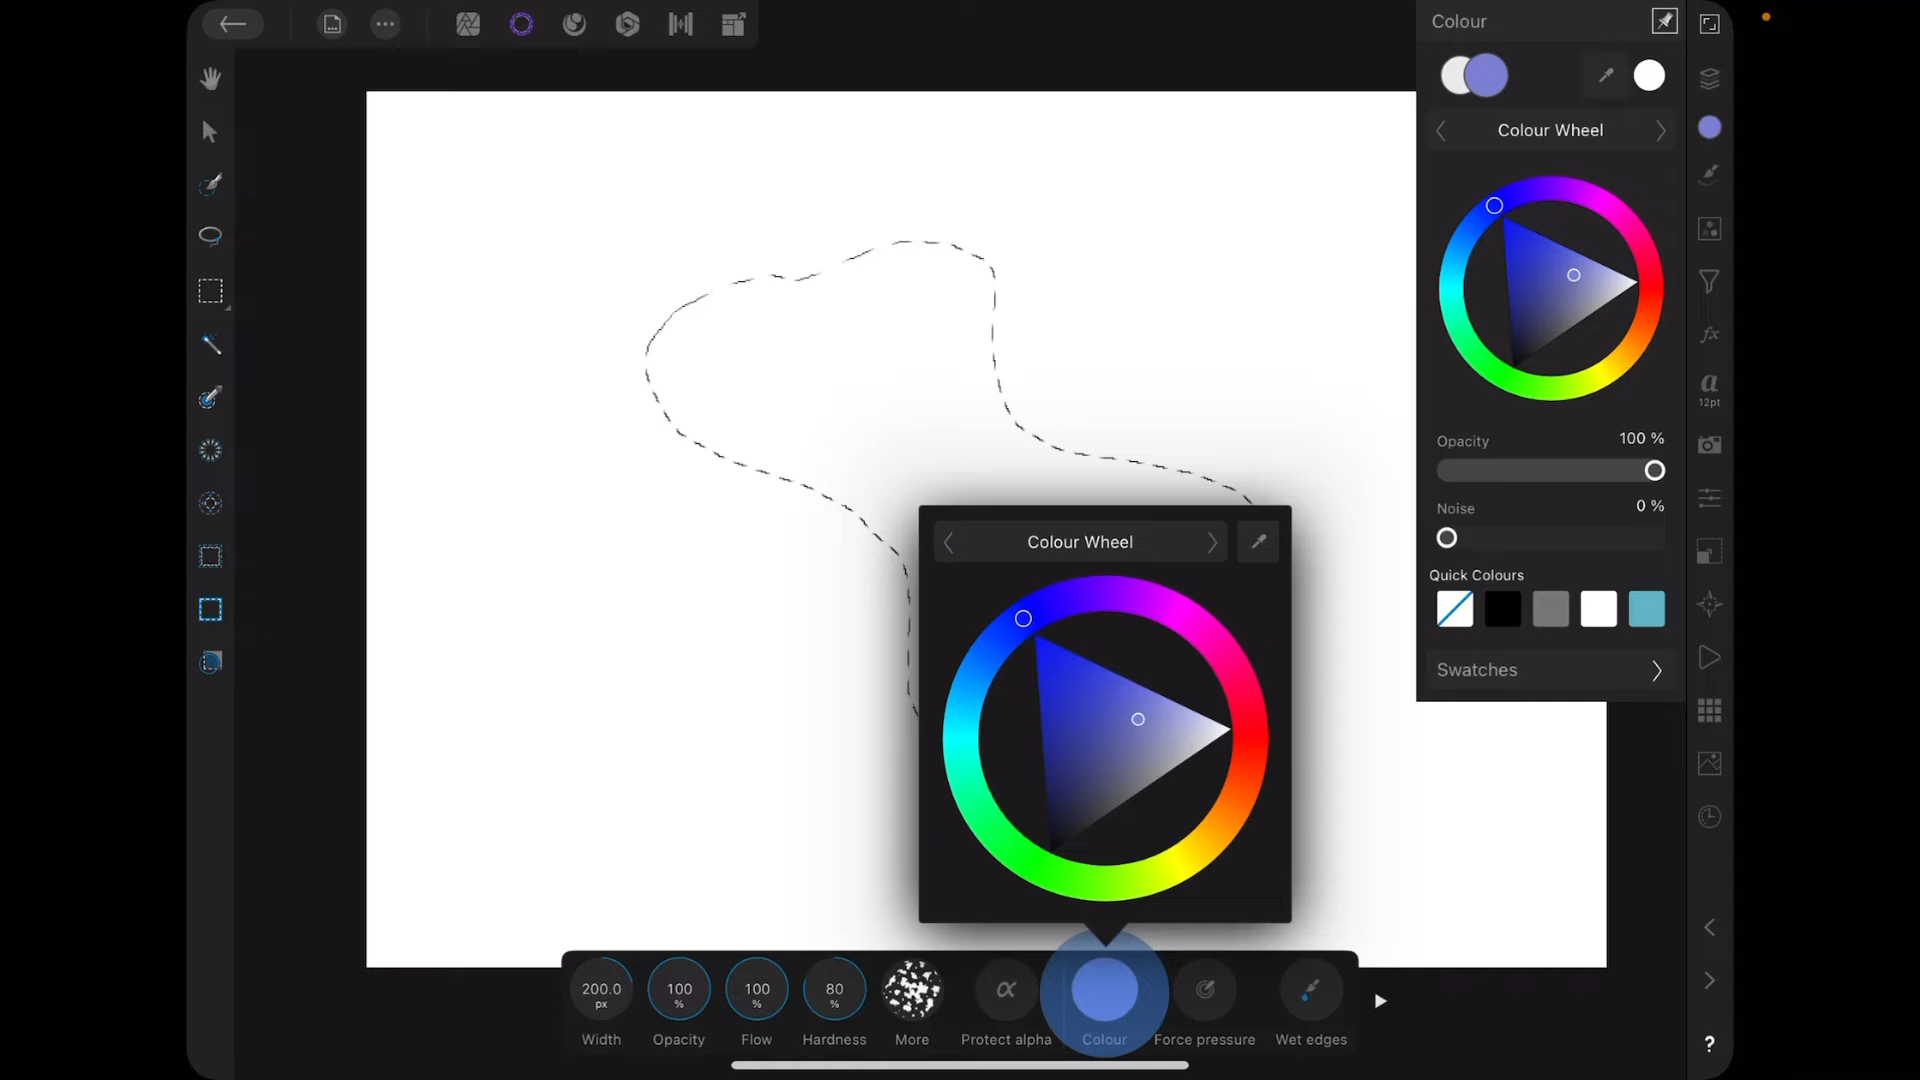 Colour
Colour Wheel
Opacity
100 %
Noise
0 %
Quick Colours
Swatches
a
12pt
fx
Colour Wheel
200.0
px
100
%
100
%
80
%
α
Width
Opacity
Flow
Hardness
More
Protect alpha
Colour
Force pressure
Wet edges
?